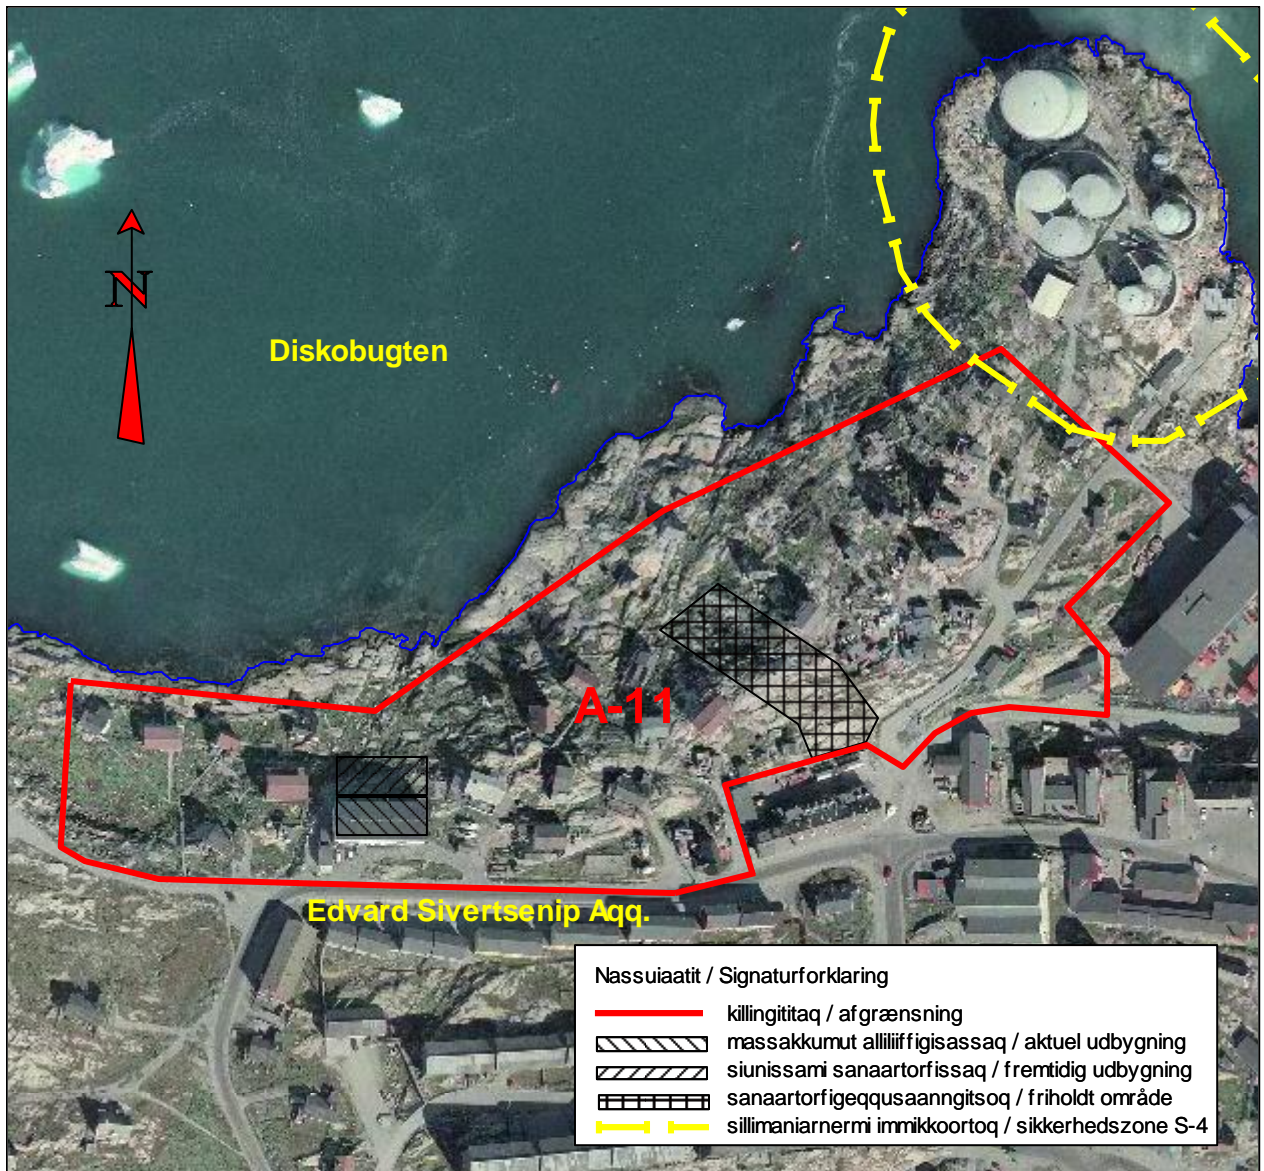 N
Diskobugten
A-11
Edvard Sivertsenip Aqq.
Nassuiaatit / Signaturforklaring
killingititaq / afgrænsning
massakkumut alliliiffigisassaq / aktuel udbygning
siunissami sanaartorfissaq / fremtidig udbygning
sanaartorfigeqqusaanngitsoq / friholdt område
sillimaniarnermi immikkoortoq / sikkerhedszone S-4